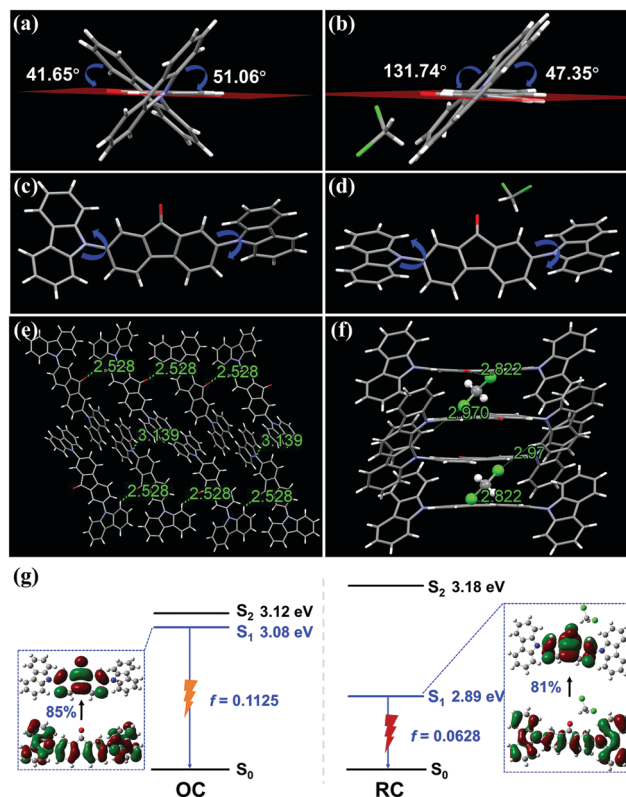 (a)
41.65°
51.06°
(b)
131.74°
47.35°
(c)
(d)
(e)
2.528
2.528
2.528
3.139
3.139
2.528
2.528
2.528
(f)
2.822
2.970
2.97
2.822
(g)
S2 3.12 eV
S1 3.08 eV
85%
f = 0.1125
S0
OC
S2 3.18 eV
S1 2.89 eV
81%
f = 0.0628
S0
RC